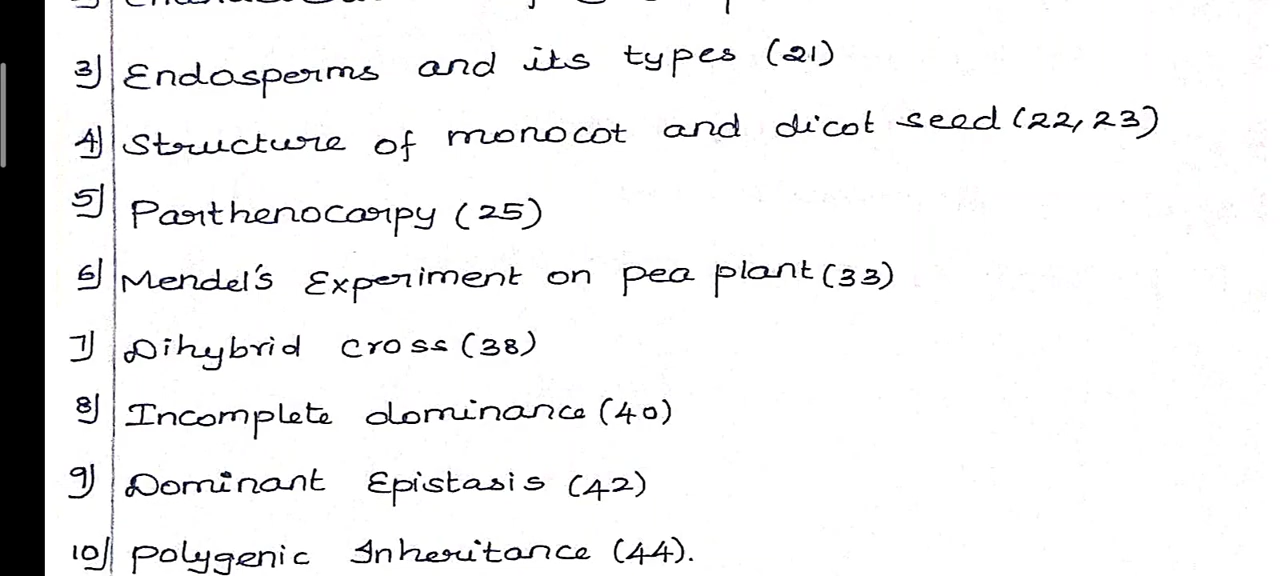 3) Endosperms and its types (21)
4) Structure of monocot and dicot seed (22, 23)
5) Parthenocarpy (25)
6) Mendel's Experiment on pea plant (33)
7) Dihybrid cross (38)
8) Incomplete dominance (40)
9) Dominant Epistasis (42)
10) Polygenic Inheritance (44).